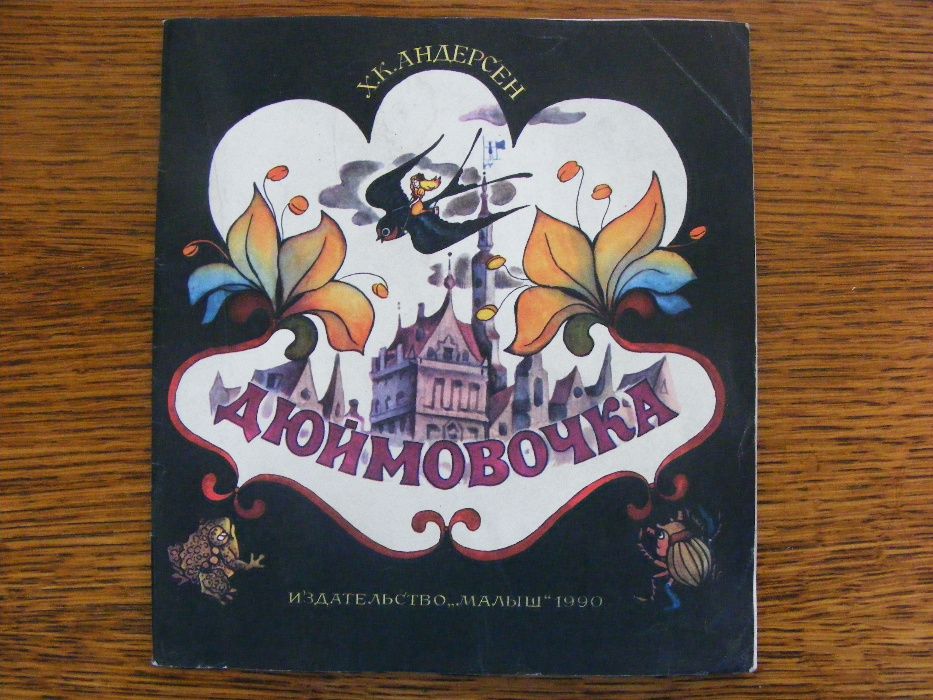 Х.К.АНДЕРСЕН
ДЮЙМОВОЧКА
ИЗДАТЕЛЬСТВО „МАЛЫШ“ 1990